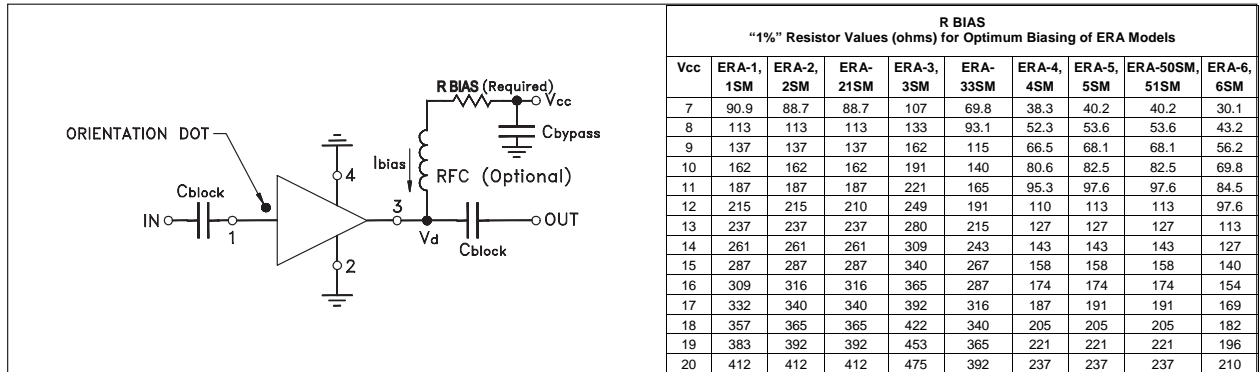 R BIAS (Required)
Vcc
Cbypass
ORIENTATION DOT
Ibias
RFC (Optional)
4
Cblock
IN
1
3
Vd
Cblock
OUT
2
R BIAS
“1%” Resistor Values (ohms) for Optimum Biasing of ERA Models
Vcc ERA-1, 1SM ERA-2, 2SM ERA-21SM ERA-3, 3SM ERA-33SM ERA-4, 4SM ERA-5, 5SM ERA-50SM, 51SM ERA-6, 6SM
7 90.9 88.7 88.7 107 69.8 38.3 40.2 40.2 30.1
8 113 113 113 133 93.1 52.3 53.6 53.6 43.2
9 137 137 137 162 115 66.5 68.1 68.1 56.2
10 162 162 162 191 140 80.6 82.5 82.5 69.8
11 187 187 187 221 165 95.3 97.6 97.6 84.5
12 215 215 210 249 191 110 113 113 97.6
13 237 237 237 280 215 127 127 127 113
14 261 261 261 309 243 143 143 143 127
15 287 287 287 340 267 158 158 158 140
16 309 316 316 365 287 174 174 174 154
17 332 340 340 392 316 187 191 191 169
18 357 365 365 422 340 205 205 205 182
19 383 392 392 453 365 221 221 221 196
20 412 412 412 475 392 237 237 237 210